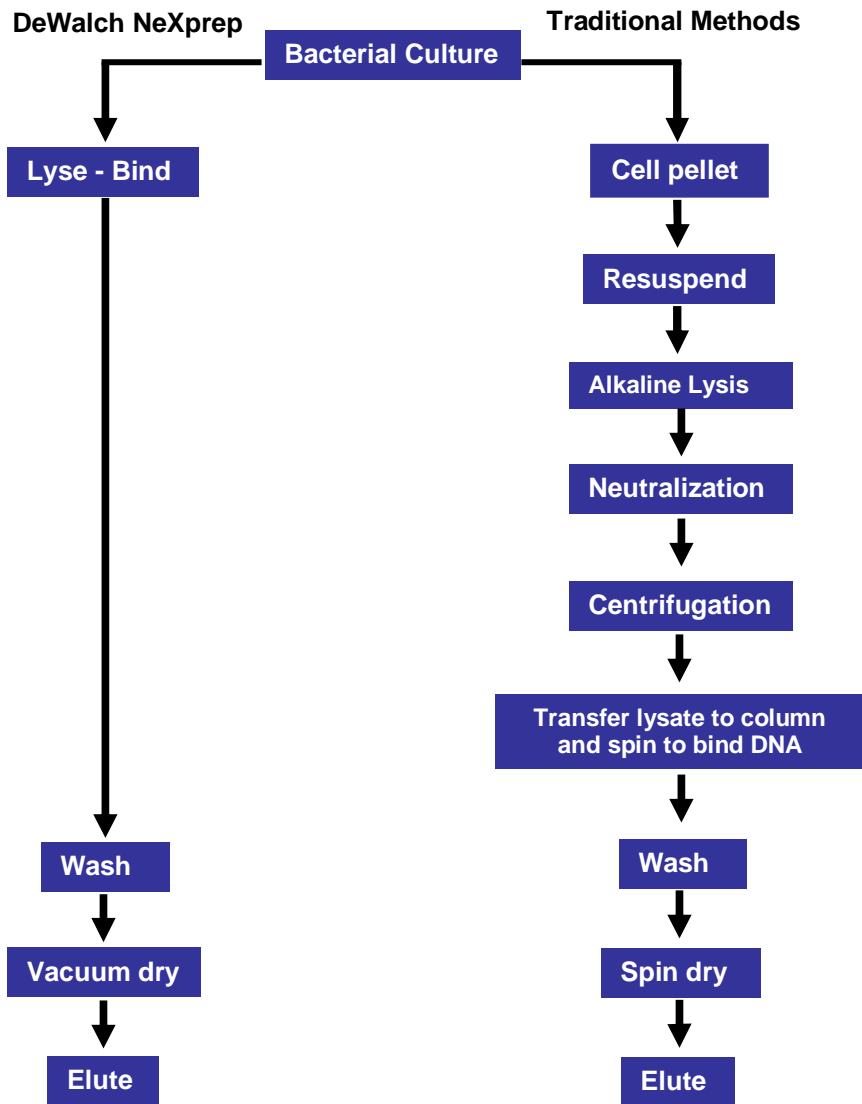 DeWalch NeXprep
Traditional Methods
Bacterial Culture
Lyse - Bind
Wash
Vacuum dry
Elute
Cell pellet
Resuspend
Alkaline Lysis
Neutralization
Centrifugation
Transfer lysate to column
and spin to bind DNA
Wash
Spin dry
Elute